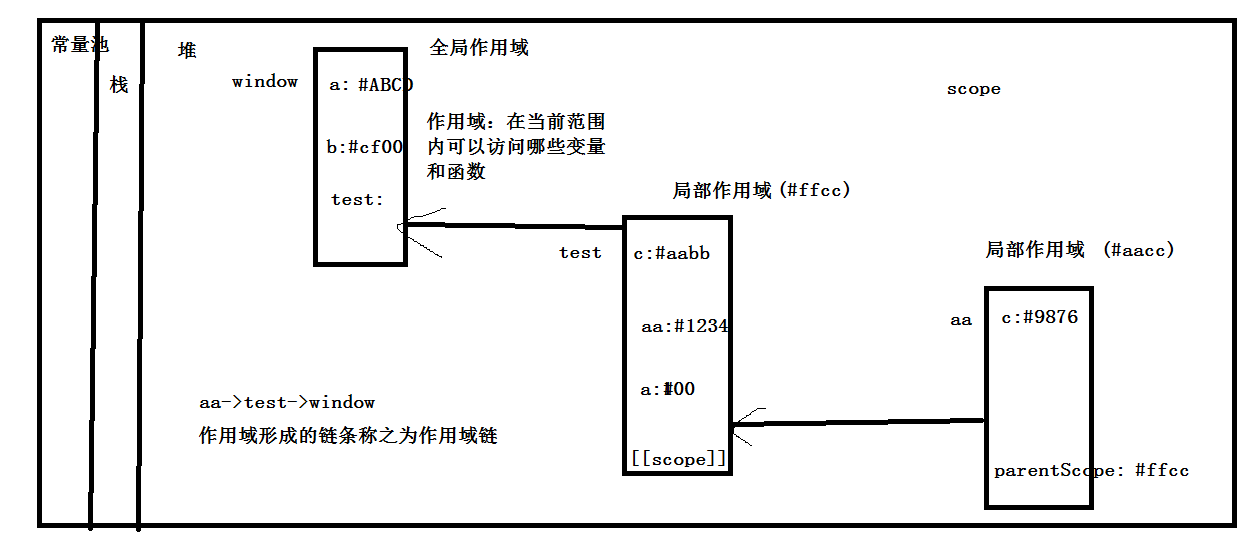 常量池
栈
堆
window
a: #ABCD
b:#cf00
test:
全局作用域
作用域：在当前范围
内可以访问哪些变量
和函数
scope
局部作用域(#ffcc)
test
c:#aabb
aa:#1234
[[scope]]
局部作用域 (#aacc)
aa
c:#9876
parentScope: #ffcc
aa->test->window
作用域形成的链条称之为作用域链